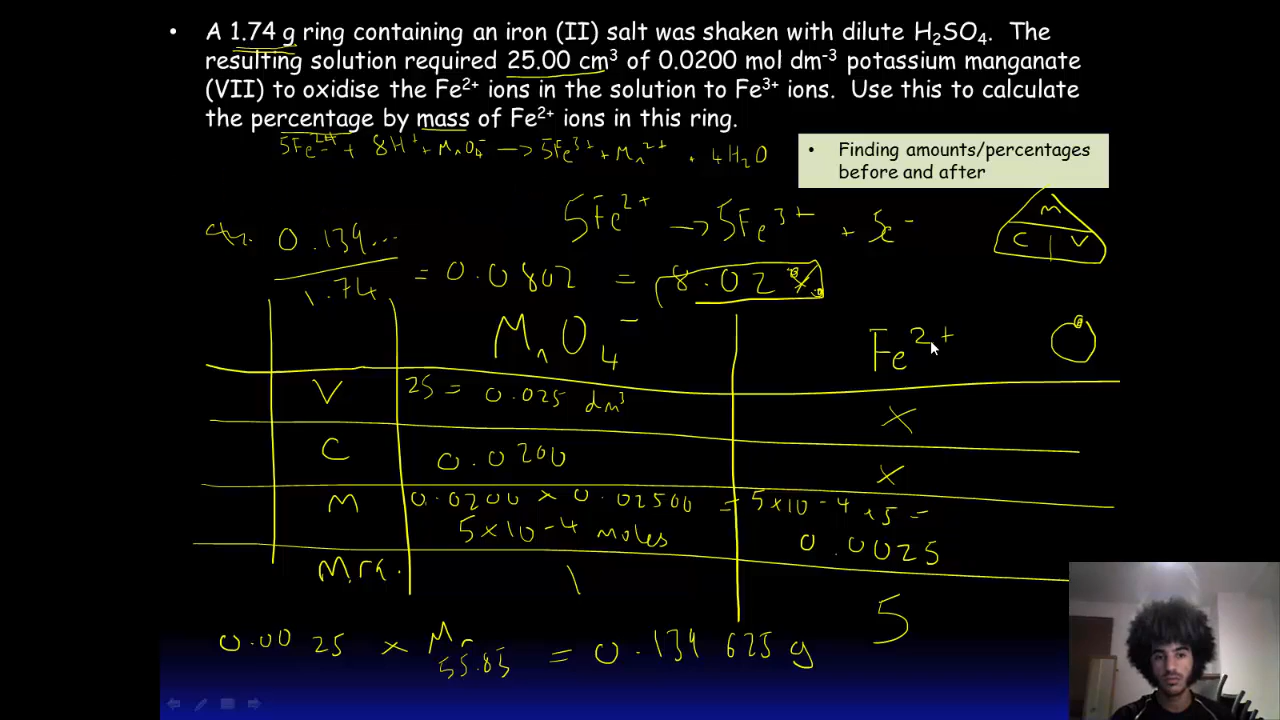 • A 1.74 g ring containing an iron (II) salt was shaken with dilute H₂SO₄. The
resulting solution required 25.00 cm³ of 0.0200 mol dm⁻³ potassium manganate
(VII) to oxidise the Fe²⁺ ions in the solution to Fe³⁺ ions. Use this to calculate
the percentage by mass of Fe²⁺ ions in this ring.
5Fe²⁺ + 8H⁺ + MnO₄⁻ → 5Fe³⁺ + Mn²⁺ + 4H₂O
• Finding amounts/percentages
before and after
5Fe²⁺ → 5Fe³⁺ + 5e⁻
M
C V
0.139...
1.74
= 0.0802 = 8.02%
MnO₄⁻ Fe²⁺
V 25 = 0.025 dm³ x
C 0.0200 x
M 0.0200 x 0.02500 = 5x10-4 x5 =
5x10-4 moles 0.0025
1 5
0.0025 x Mr = 0.139625 g
55.85